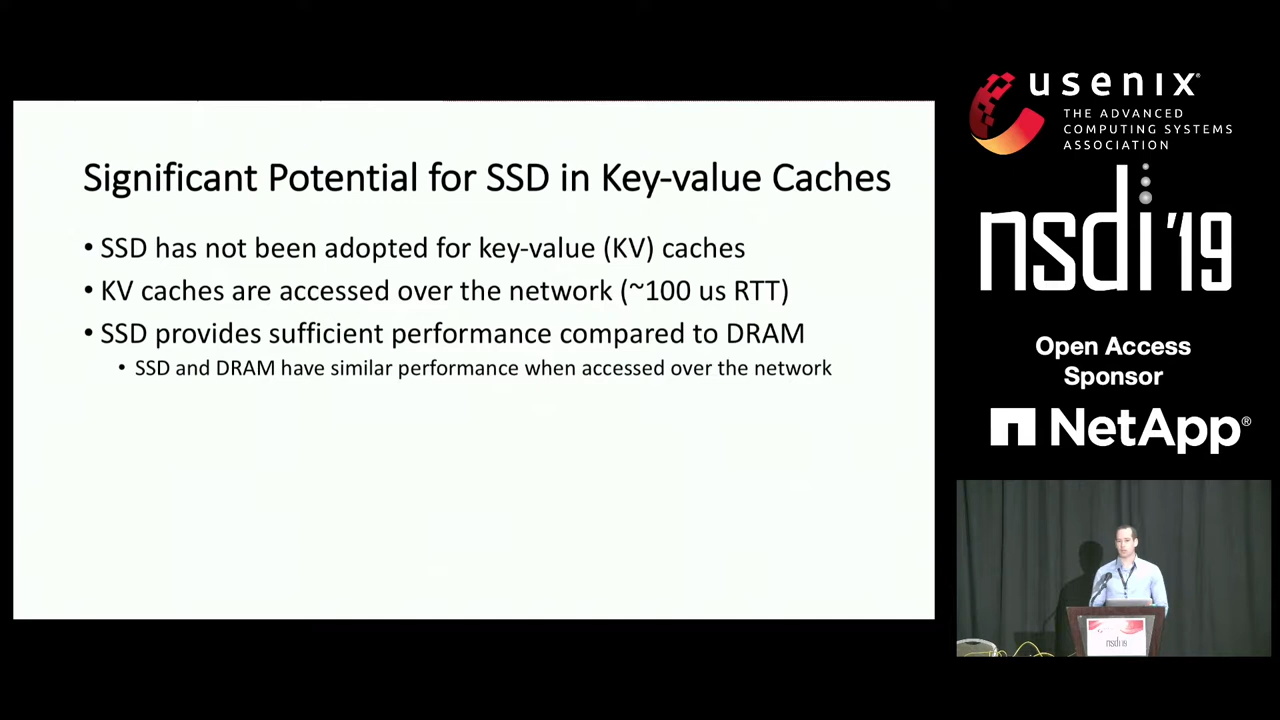 Significant Potential for SSD in Key-value Caches
• SSD has not been adopted for key-value (KV) caches
• KV caches are accessed over the network (~100 us RTT)
• SSD provides sufficient performance compared to DRAM
• SSD and DRAM have similar performance when accessed over the network
usenix®
THE ADVANCED
COMPUTING SYSTEMS
ASSOCIATION
nsdi '19
Open Access
Sponsor
NetApp®
nsdi'19